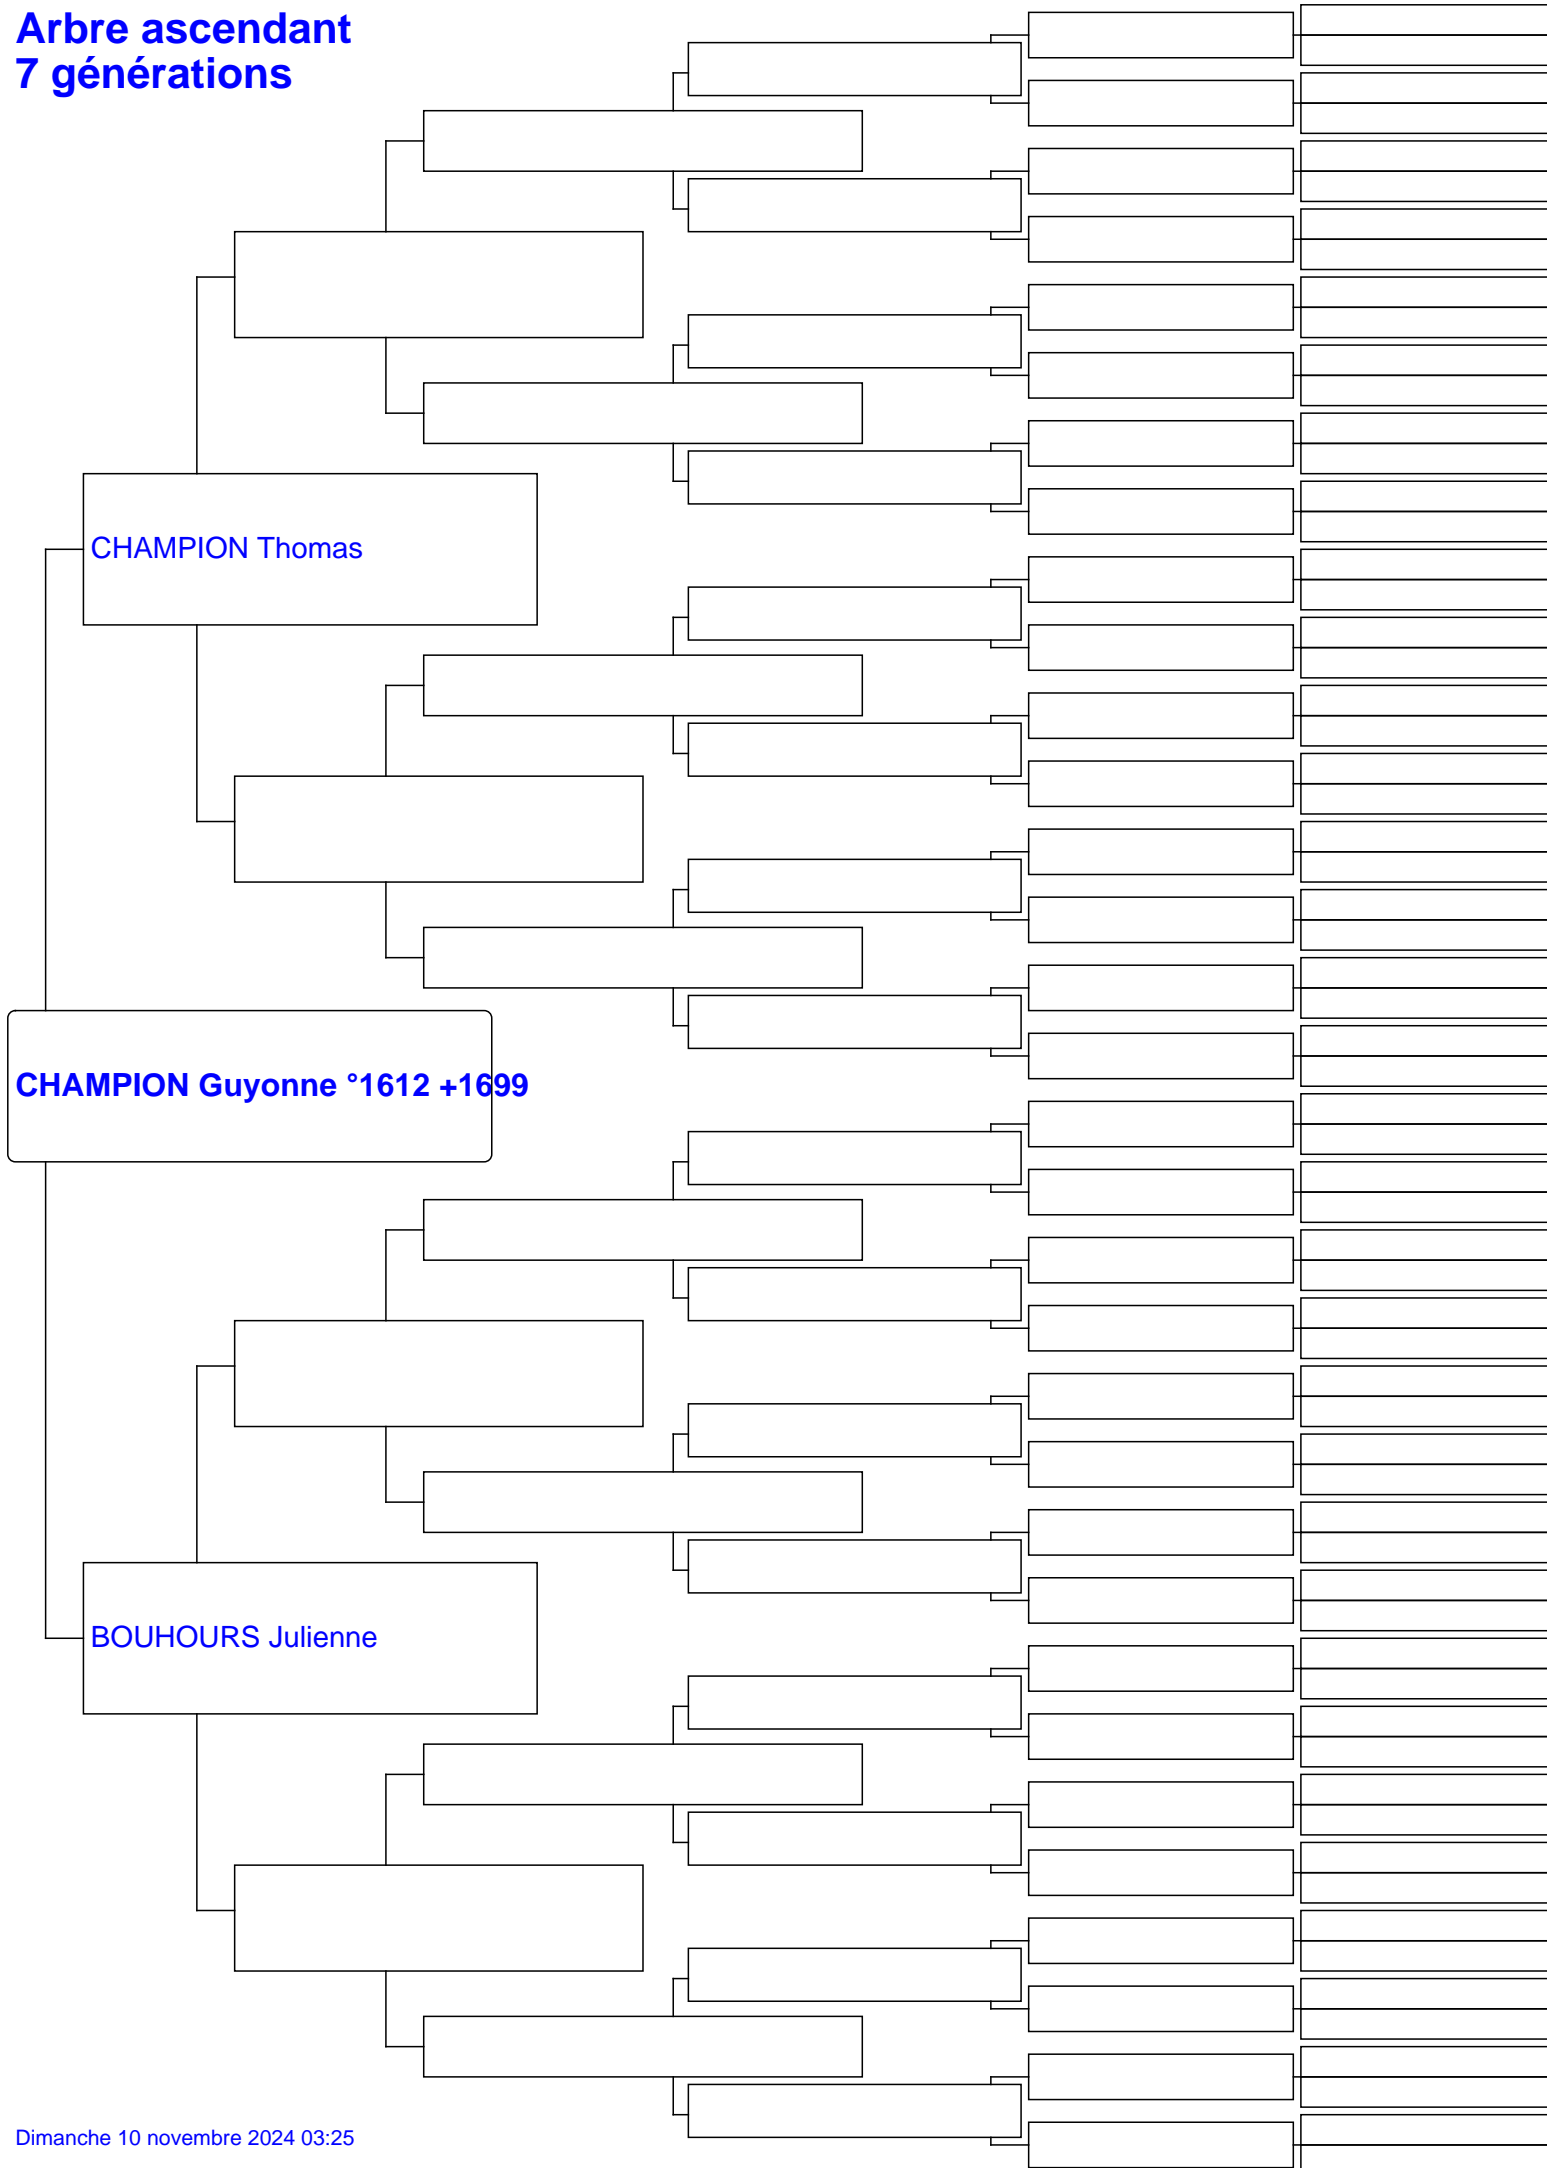 Arbre ascendant
7 générations
CHAMPION Thomas
CHAMPION Guyonne °1612 +1699
BOUHOURS Julienne
Dimanche 10 novembre 2024 03:25